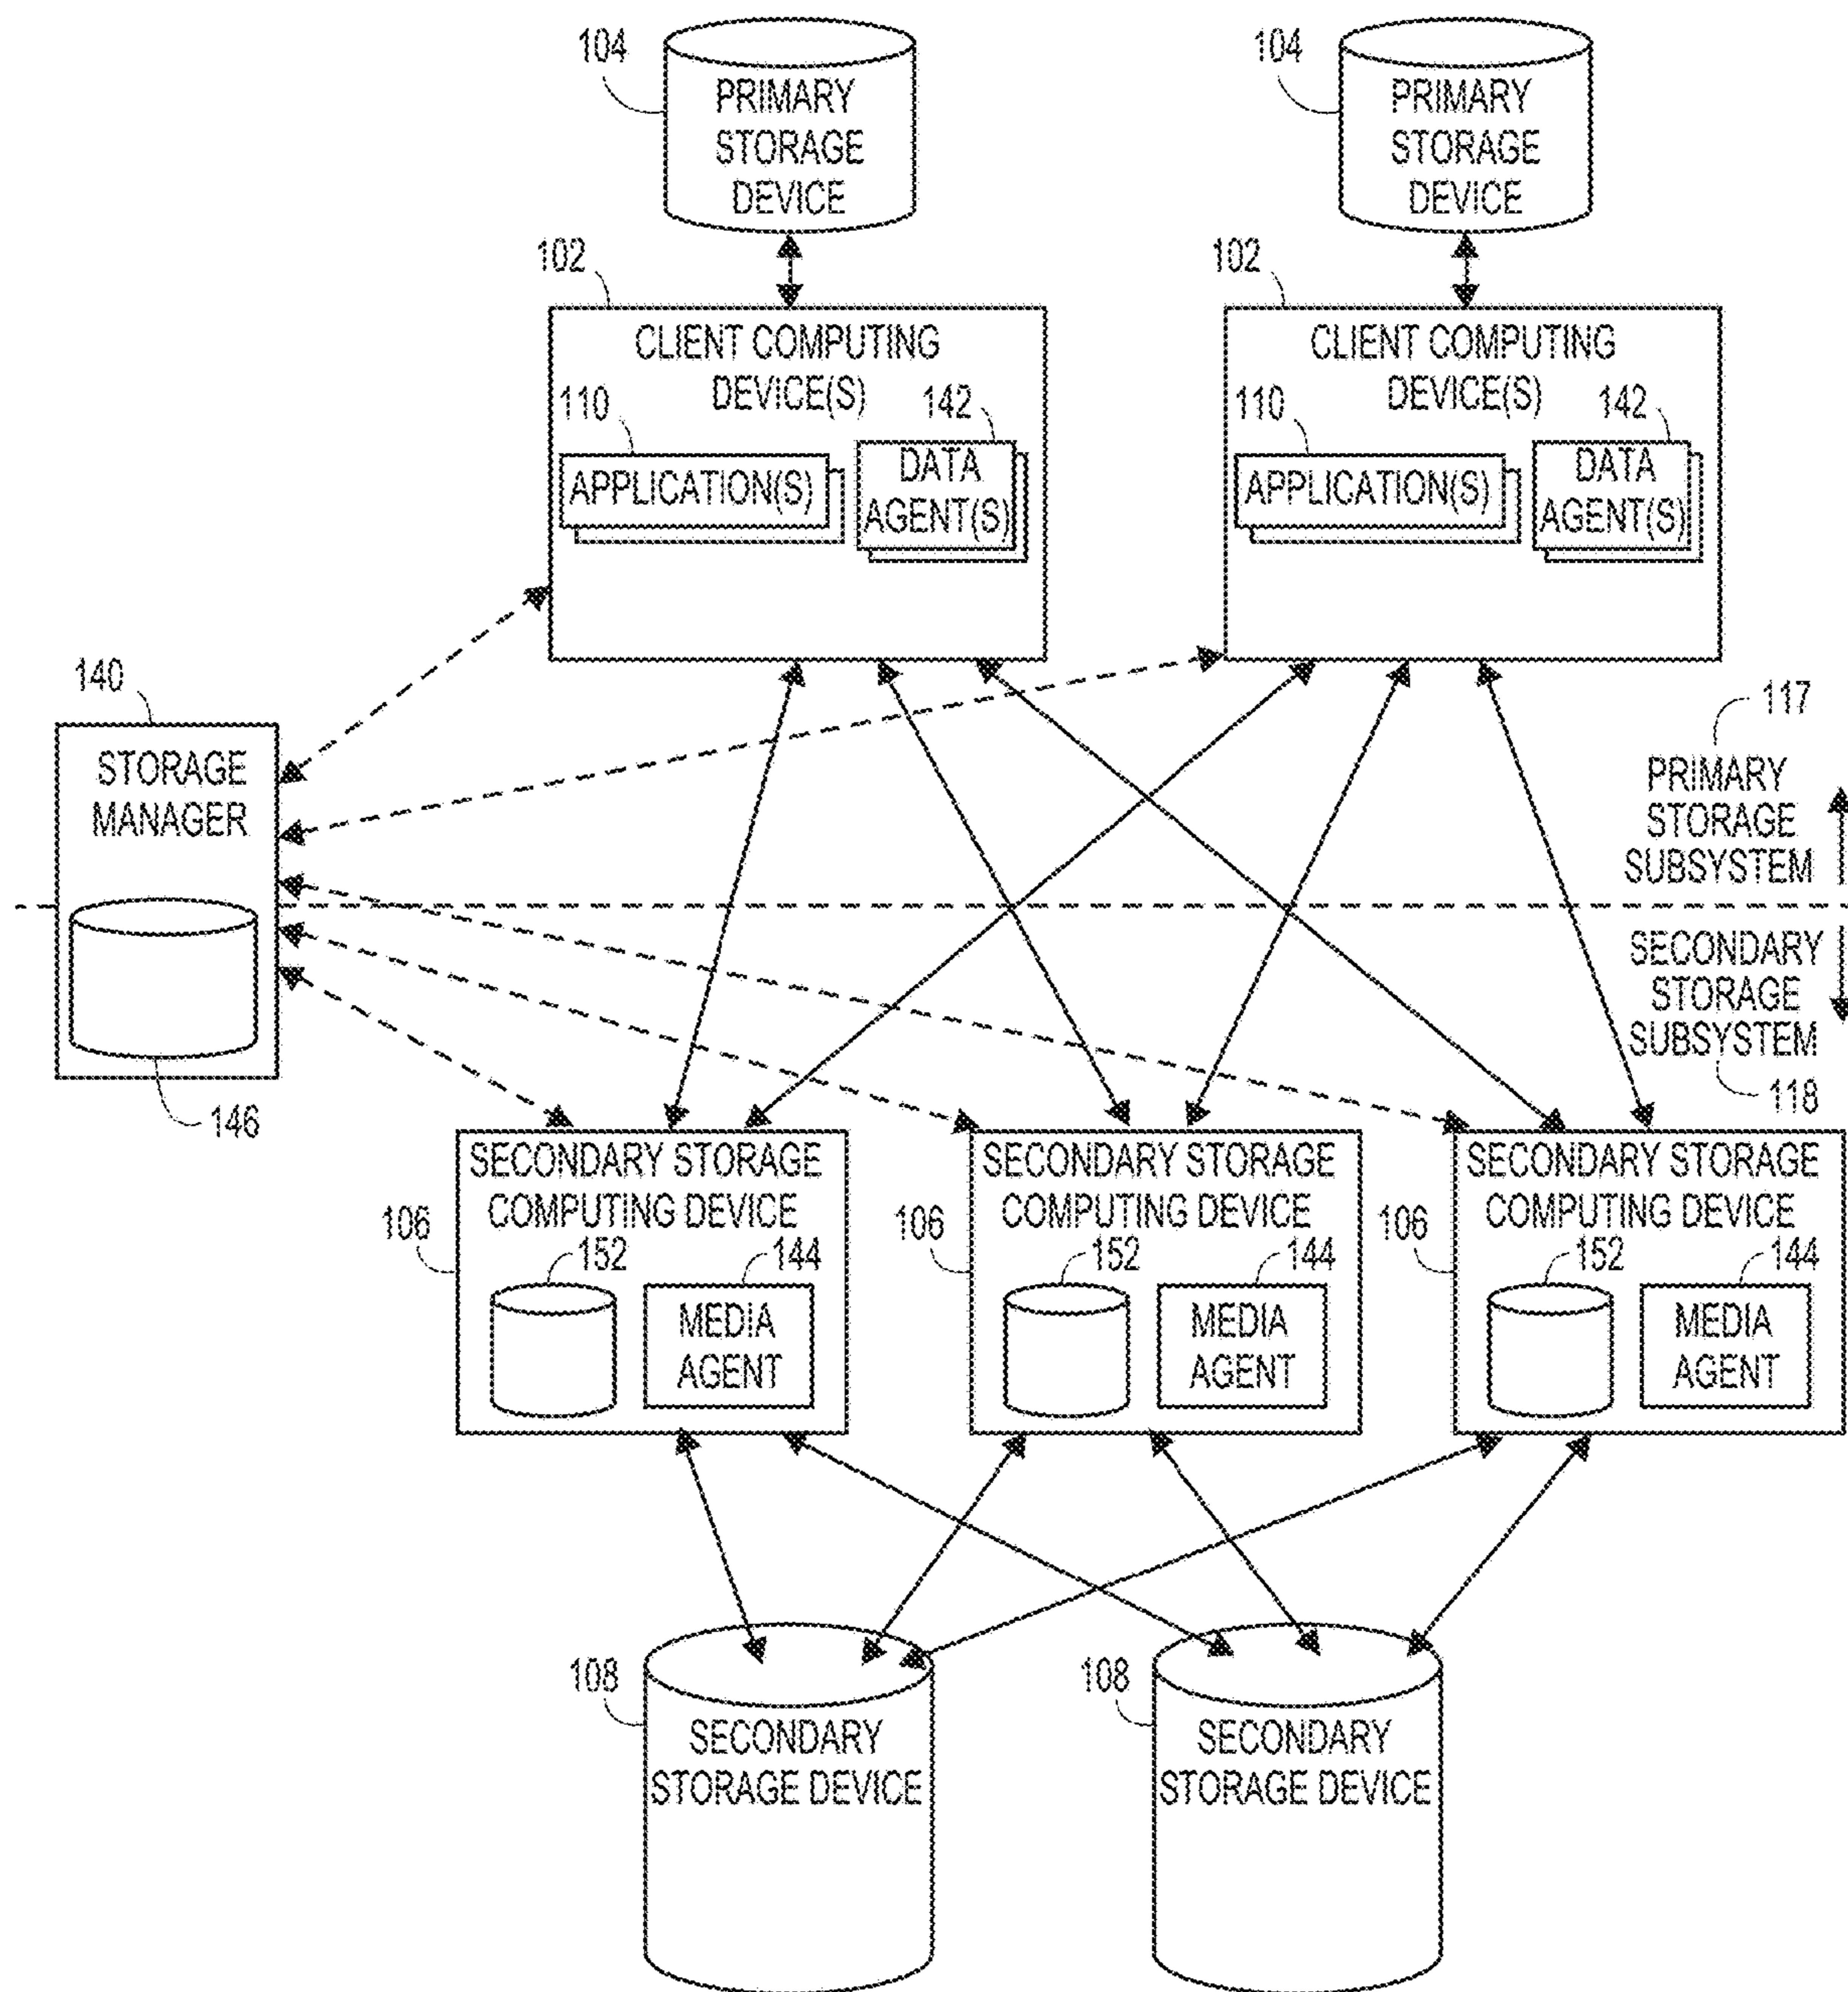 104
PRIMARY
STORAGE
DEVICE
104
PRIMARY
STORAGE
DEVICE
102
CLIENT COMPUTING
DEVICE(S)
110
142
APPLICATION(S)
DATA
AGENT(S)
102
CLIENT COMPUTING
DEVICE(S)
110
142
APPLICATION(S)
DATA
AGENT(S)
140
STORAGE
MANAGER
146
117
PRIMARY
STORAGE
SUBSYSTEM
SECONDARY
STORAGE
SUBSYSTEM
118
106
SECONDARY STORAGE
COMPUTING DEVICE
152
144
MEDIA
AGENT
106
SECONDARY STORAGE
COMPUTING DEVICE
152
144
MEDIA
AGENT
106
SECONDARY STORAGE
COMPUTING DEVICE
152
144
MEDIA
AGENT
108
SECONDARY
STORAGE DEVICE
108
SECONDARY
STORAGE DEVICE